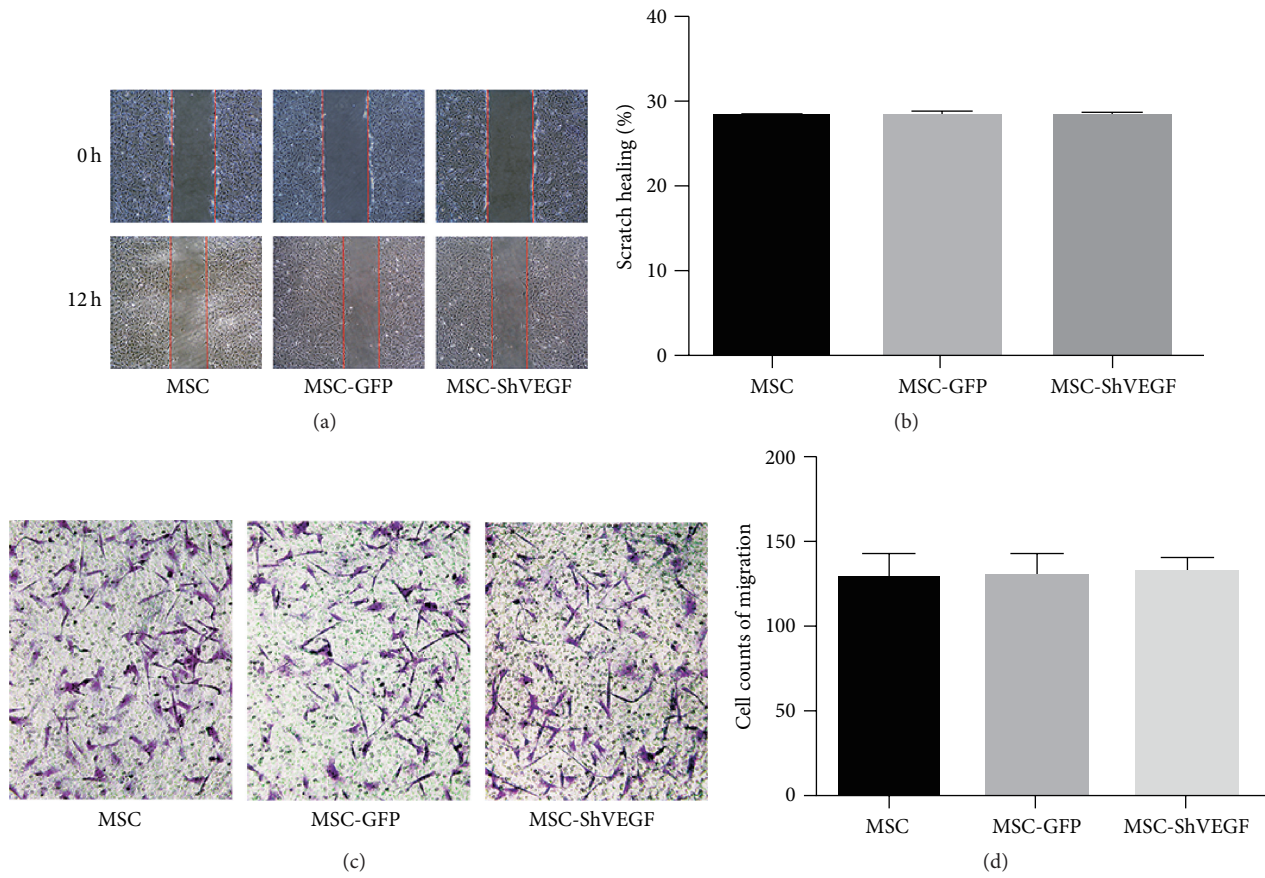 0 h
12 h
MSC
MSC-GFP
MSC-ShVEGF
(a)
40
30
20
10
0
Scratch healing (%)
MSC
MSC-GFP
MSC-ShVEGF
(b)
MSC
MSC-GFP
MSC-ShVEGF
(c)
200
150
100
50
0
Cell counts of migration
MSC
MSC-GFP
MSC-ShVEGF
(d)